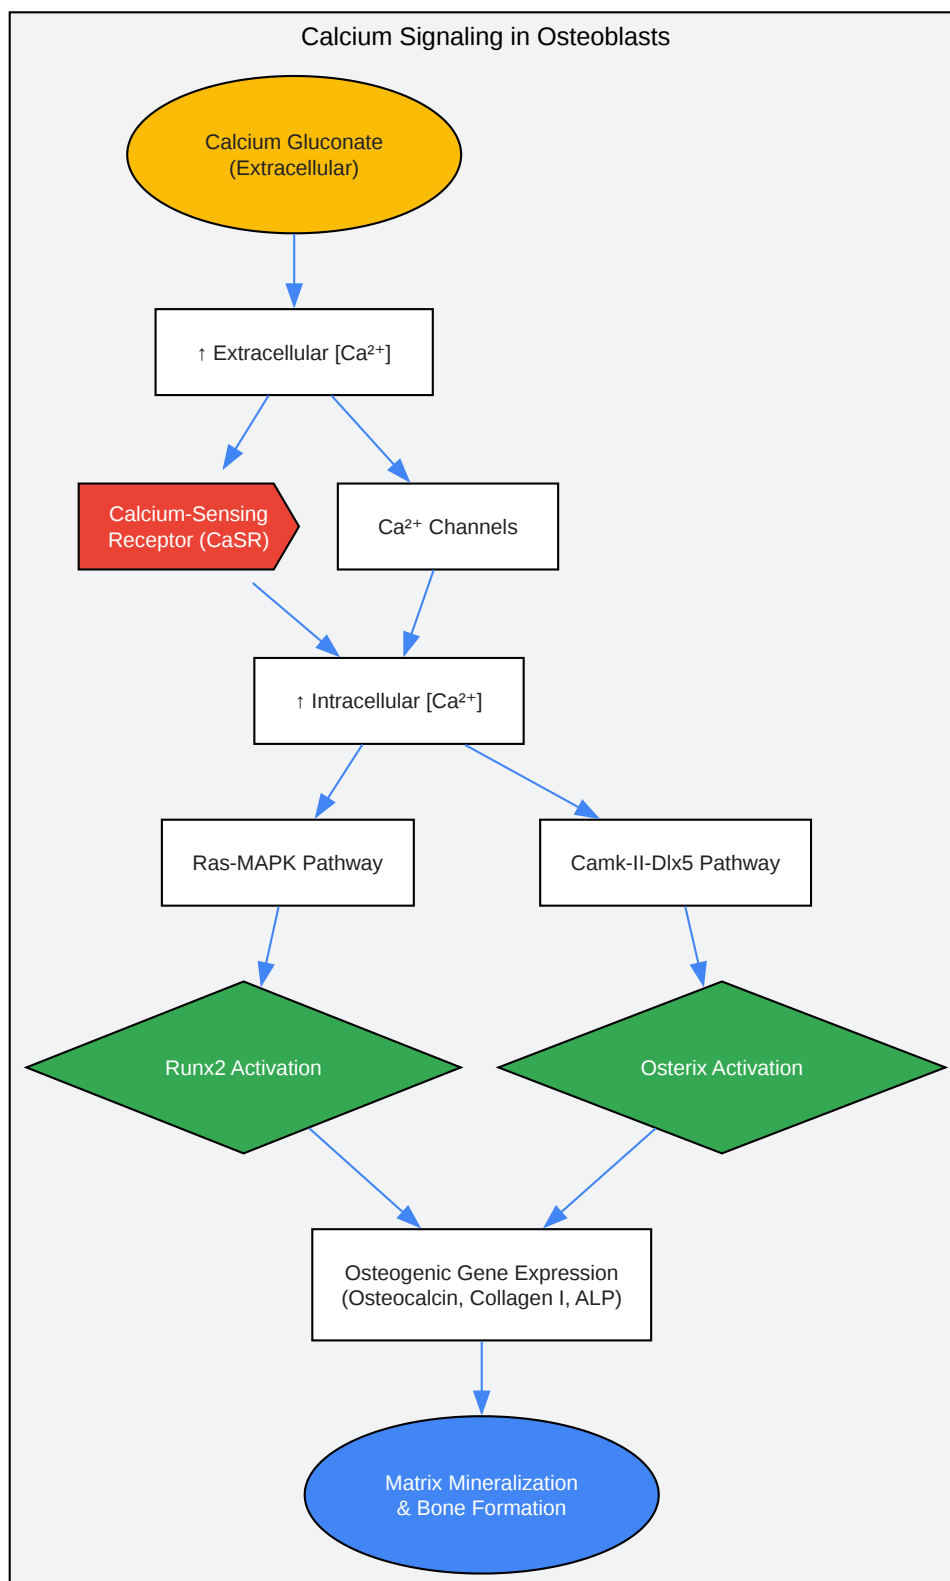 Calcium Signaling in Osteoblasts
Calcium Gluconate
(Extracellular)
↑ Extracellular [Ca²⁺]
Calcium-Sensing
Receptor (CaSR)
Ca²⁺ Channels
↑ Intracellular [Ca²⁺]
Ras-MAPK Pathway
Camk-II-Dlx5 Pathway
Runx2 Activation
Osterix Activation
Osteogenic Gene Expression
(Osteocalcin, Collagen I, ALP)
Matrix Mineralization
& Bone Formation